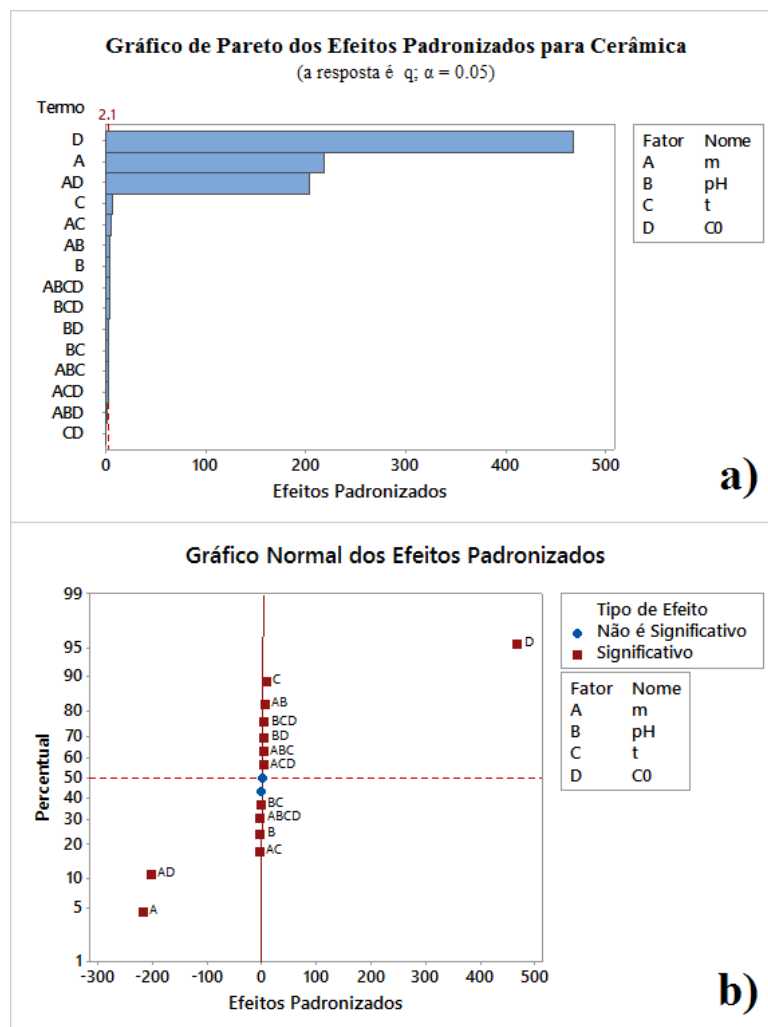 Gráfico de Pareto dos Efeitos Padronizados para Cerâmica
(a resposta é q; α = 0.05)
Termo
2.1
D
A
AD
C
AC
AB
B
ABCD
BCD
BD
BC
ABC
ACD
ABD
CD
0 100 200 300 400 500
Efeitos Padronizados
Fator Nome
A m
B pH
C t
D C0
a)
Gráfico Normal dos Efeitos Padronizados
99
95
90
80
70
60
50
40
30
20
10
5
1
Percentual
D
C
AB
BCD
BD
ABC
ACD
BC
ABCD
B
AC
AD
A
-300 -200 -100 0 100 200 300 400 500
Efeitos Padronizados
Tipo de Efeito
Não é Significativo
Significativo
Fator Nome
A m
B pH
C t
D C0
b)